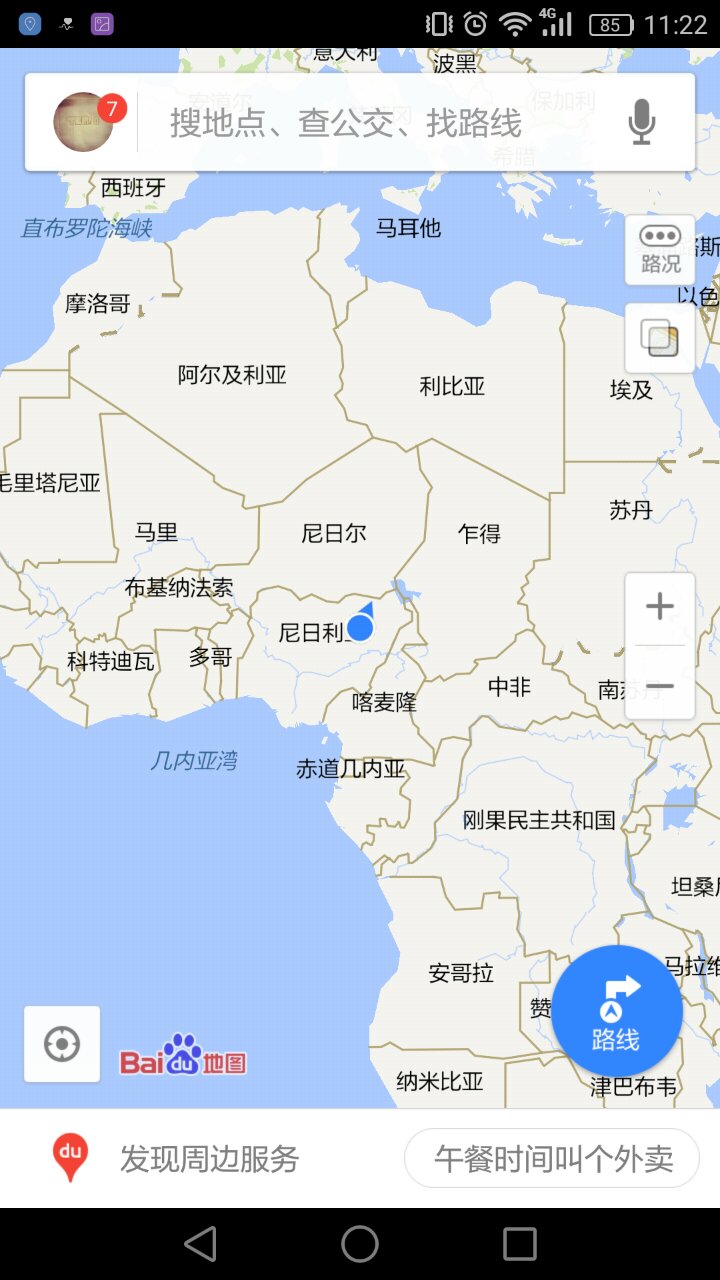 4G
85
11:22
意大利
波黑
7
搜地点、查公交、找路线
保加利
希腊
西班牙
直布罗陀海峡
马耳他
路况
以色
摩洛哥
阿尔及利亚
利比亚
埃及
毛里塔尼亚
马里
尼日尔
乍得
苏丹
布基纳法索
尼日利
科特迪瓦
多哥
喀麦隆
中非
南苏丹
几内亚湾
赤道几内亚
刚果民主共和国
坦桑
安哥拉
马拉维
赞
路线
Bai du 地图
纳米比亚
津巴布韦
du
发现周边服务
午餐时间叫个外卖